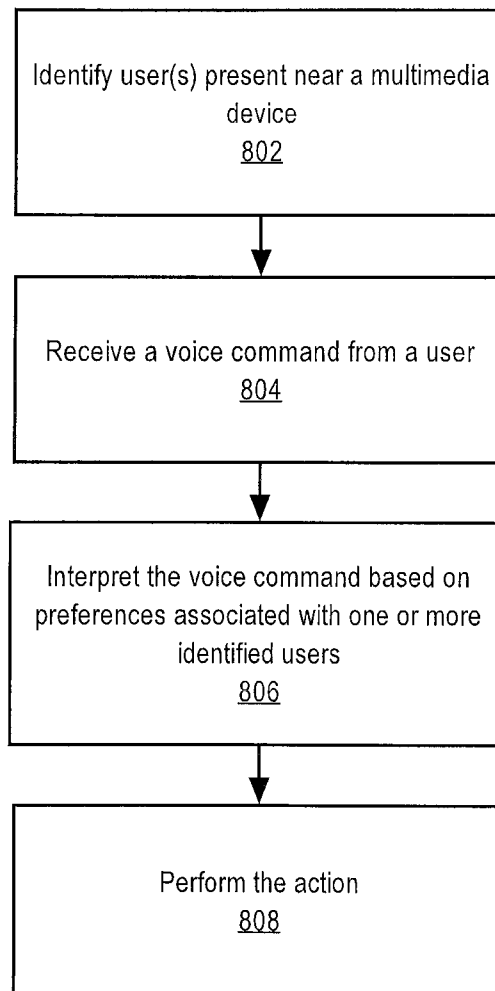 Identify user(s) present near a multimedia
device
802
Receive a voice command from a user
804
Interpret the voice command based on
preferences associated with one or more
identified users
806
Perform the action
808